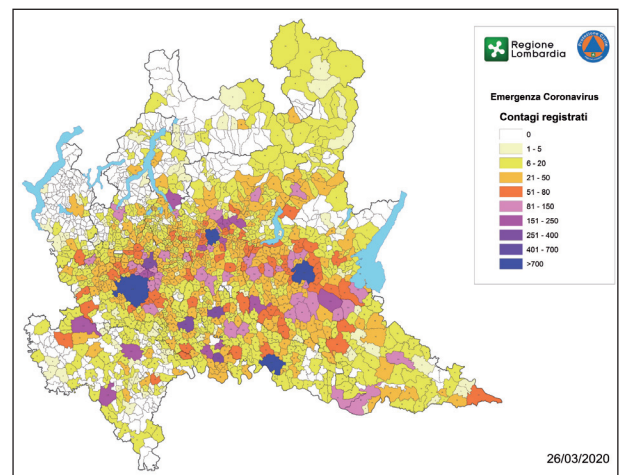 Regione
Lombardia
Emergenza Coronavirus
Contagi registrati
0
1 - 5
6 - 20
21 - 50
51 - 80
81 - 150
151 - 250
251 - 400
401 - 700
>700
26/03/2020